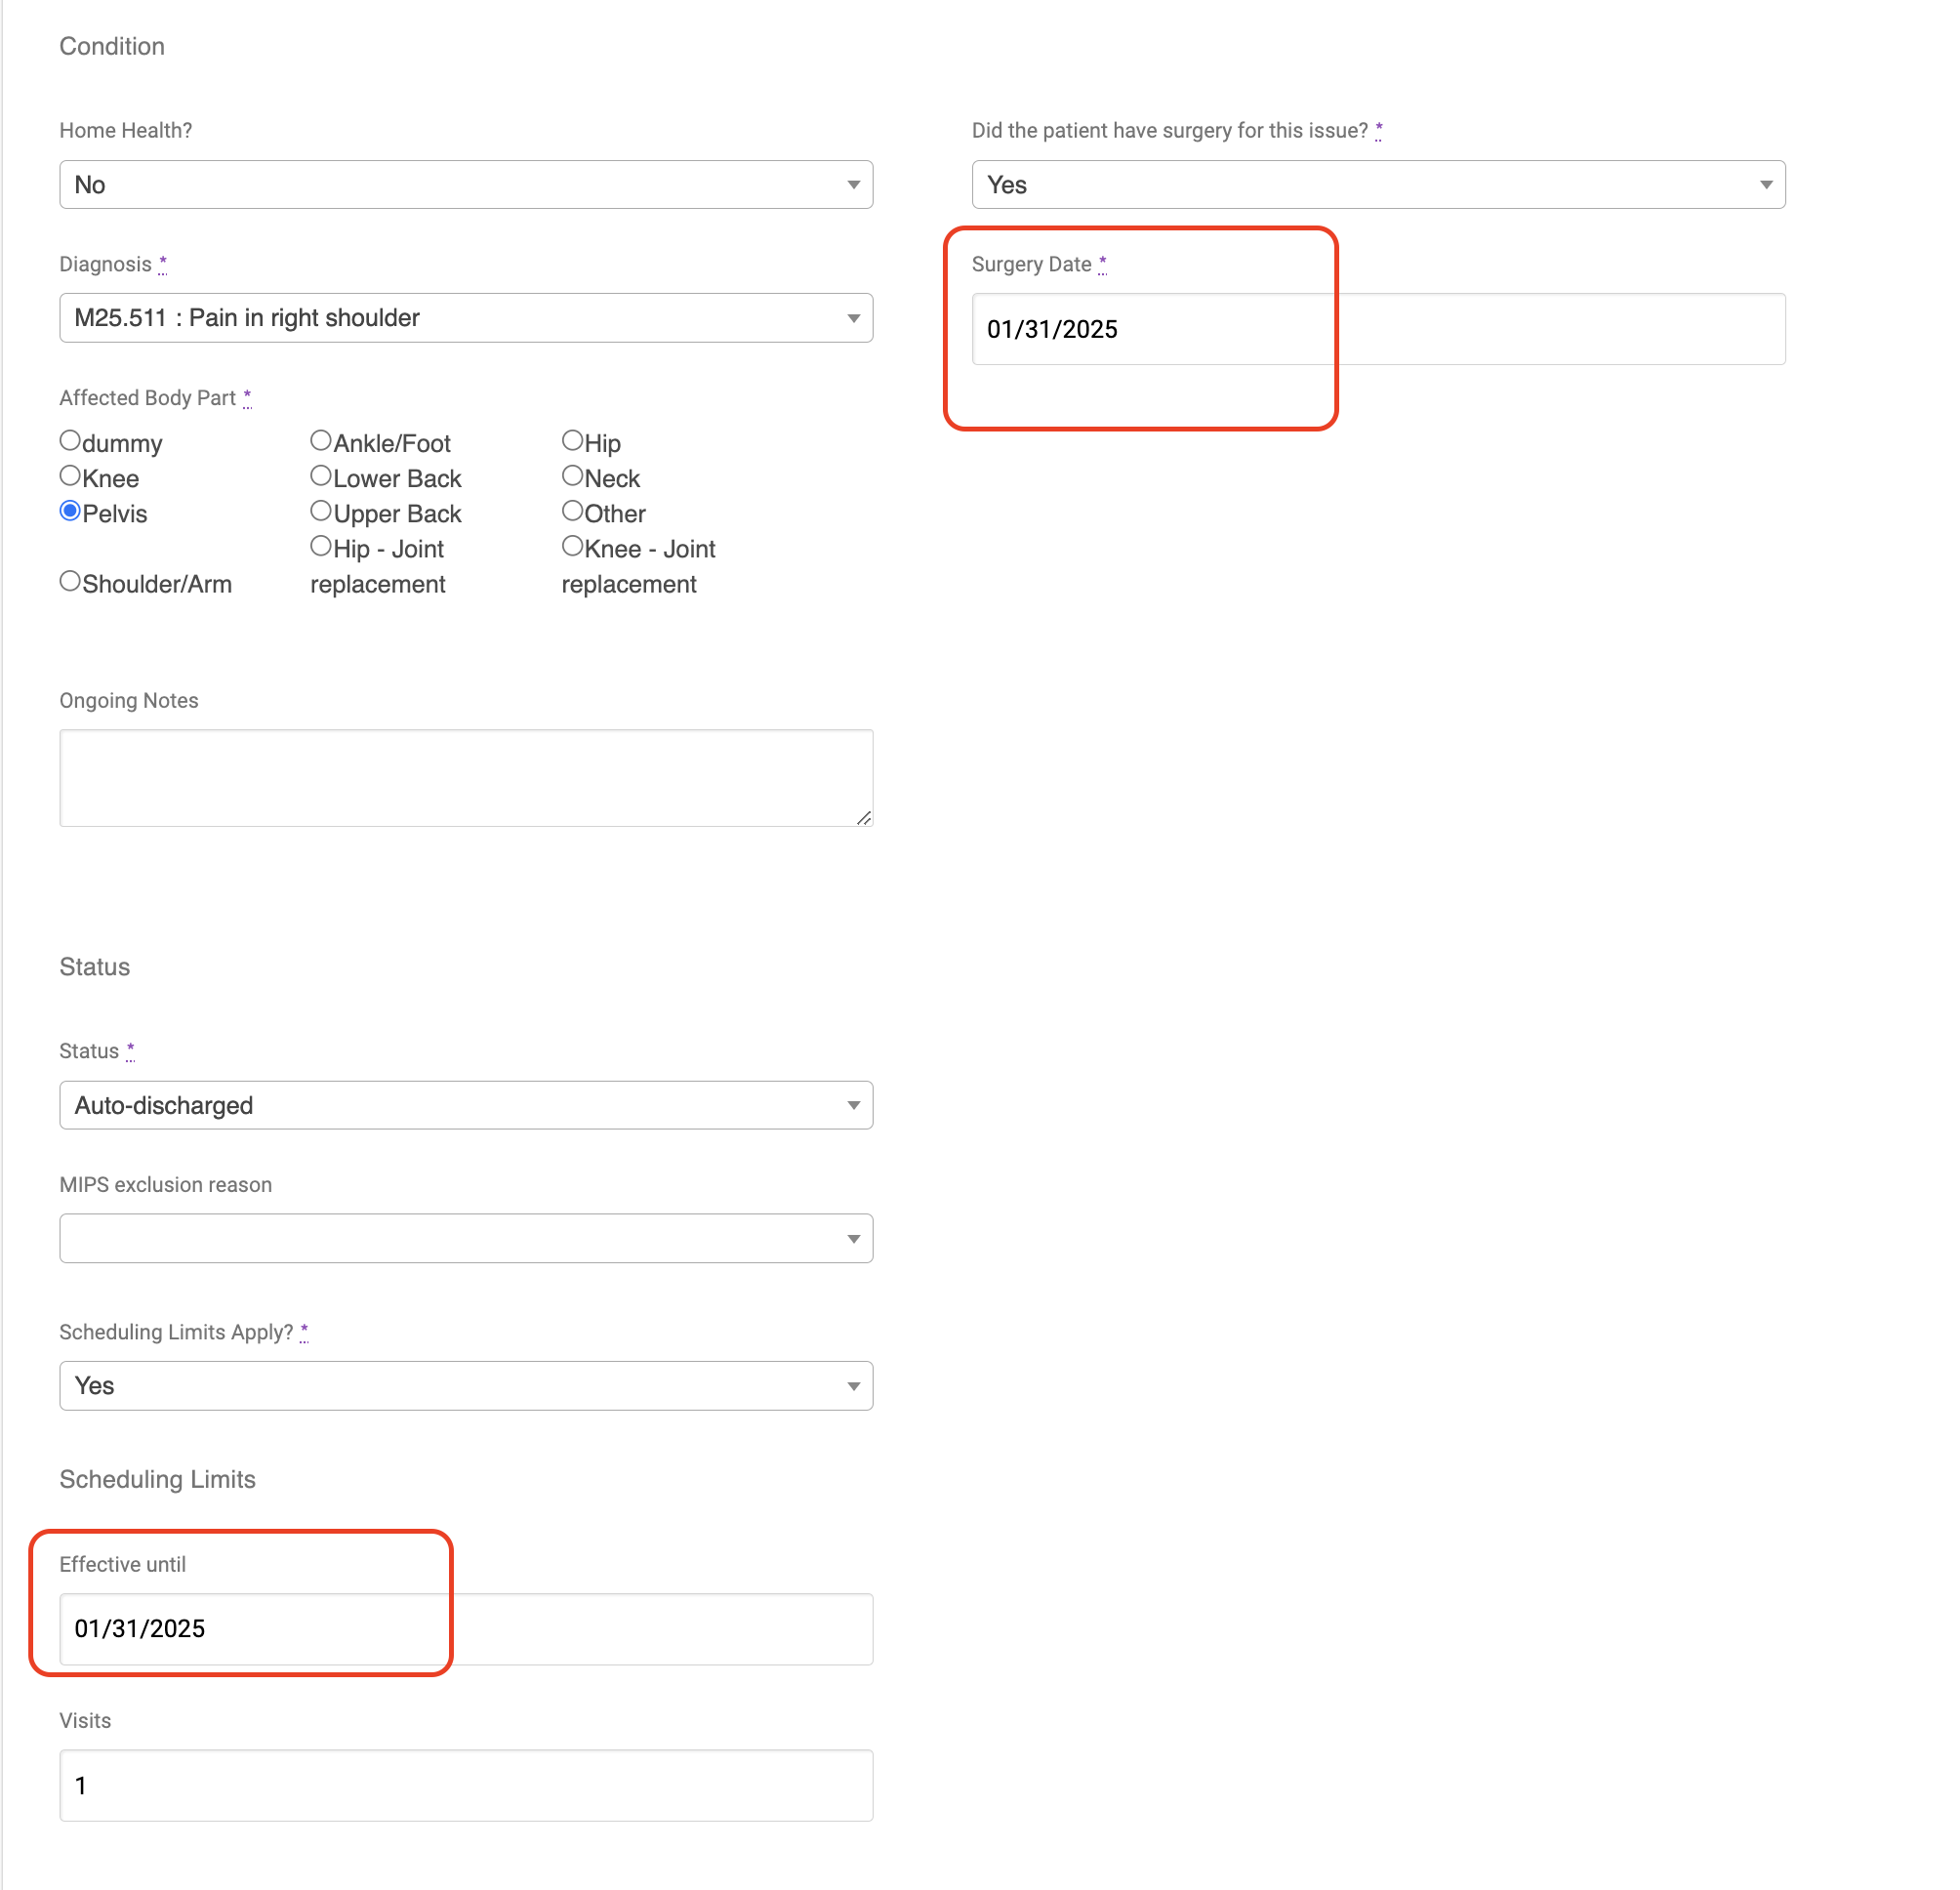 Condition
Home Health?
No
Did the patient have surgery for this issue? *
Yes
Diagnosis *
M25.511 : Pain in right shoulder
Surgery Date *
01/31/2025
Affected Body Part *
dummy Ankle/Foot Hip
Knee Lower Back Neck
Pelvis Upper Back Other
Hip - Joint Knee - Joint
Shoulder/Arm replacement replacement
Ongoing Notes
Status
Status *
Auto-discharged
MIPS exclusion reason
Scheduling Limits Apply? *
Yes
Scheduling Limits
Effective until
01/31/2025
Visits
1